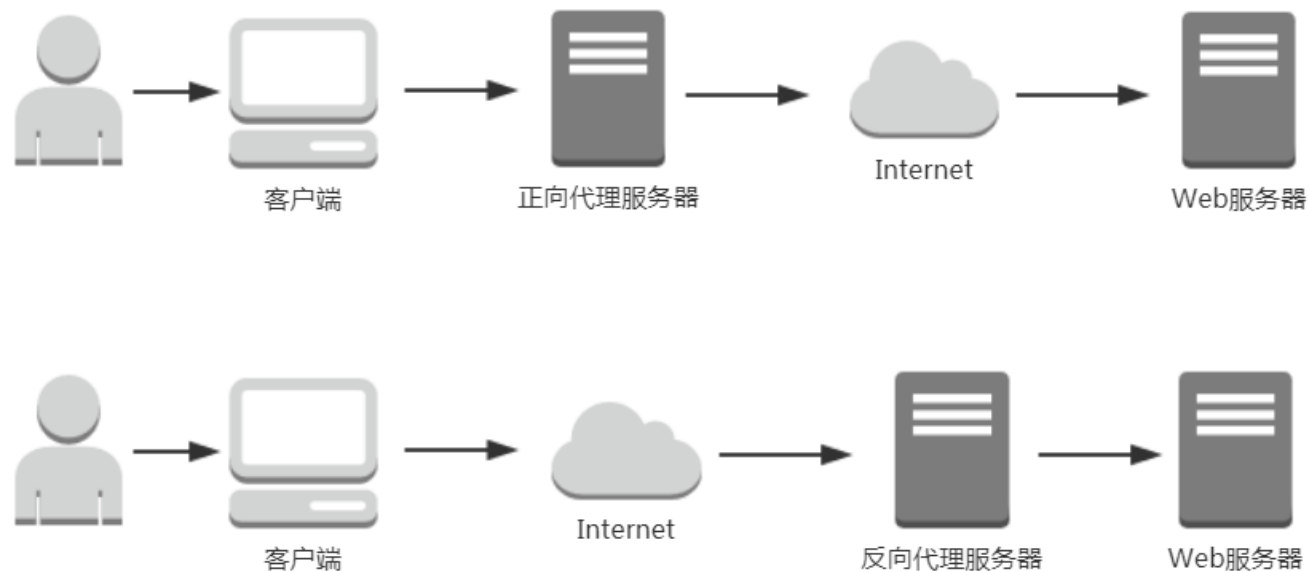 客户端
正向代理服务器
Internet
Web服务器
客户端
Internet
反向代理服务器
Web服务器